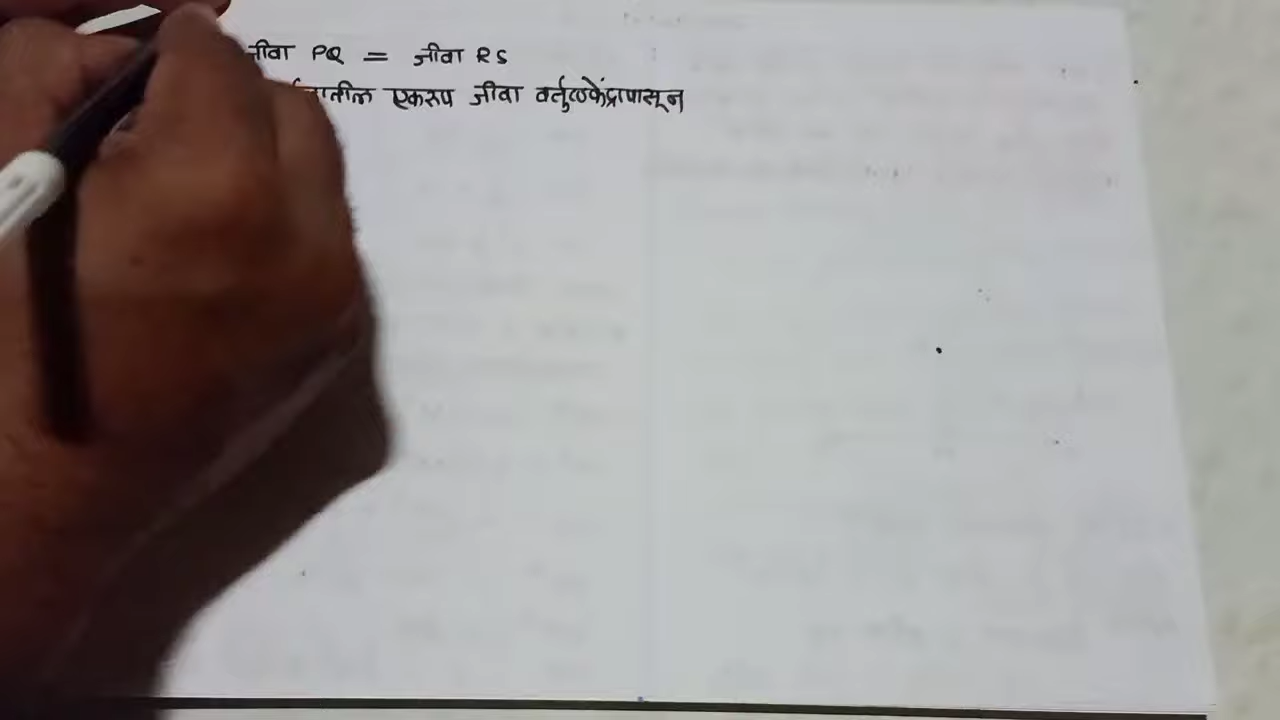 जीवा PQ = जीवा RS
एकरूप जीवा वर्तुळकेंद्रापासून